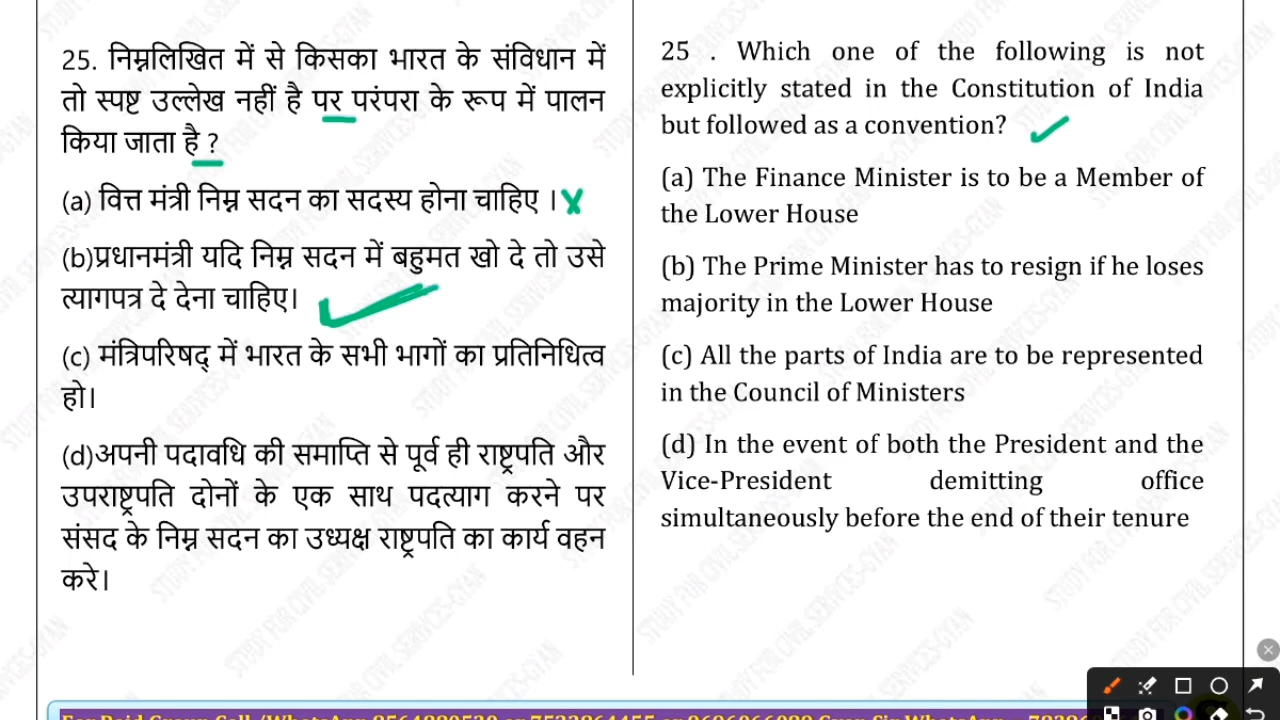 25. निम्नलिखित में से किसका भारत के संविधान में
तो स्पष्ट उल्लेख नहीं है पर परंपरा के रूप में पालन
किया जाता है ?
(a) वित्त मंत्री निम्न सदन का सदस्य होना चाहिए ।
(b)प्रधानमंत्री यदि निम्न सदन में बहुमत खो दे तो उसे
त्यागपत्र दे देना चाहिए।
(c) मंत्रिपरिषद् में भारत के सभी भागों का प्रतिनिधित्व
हो।
(d)अपनी पदावधि की समाप्ति से पूर्व ही राष्ट्रपति और
उपराष्ट्रपति दोनों के एक साथ पदत्याग करने पर
संसद के निम्न सदन का उध्यक्ष राष्ट्रपति का कार्य वहन
करे।
25 . Which one of the following is not
explicitly stated in the Constitution of India
but followed as a convention?
(a) The Finance Minister is to be a Member of
the Lower House
(b) The Prime Minister has to resign if he loses
majority in the Lower House
(c) All the parts of India are to be represented
in the Council of Ministers
(d) In the event of both the President and the
Vice-President demitting office
simultaneously before the end of their tenure